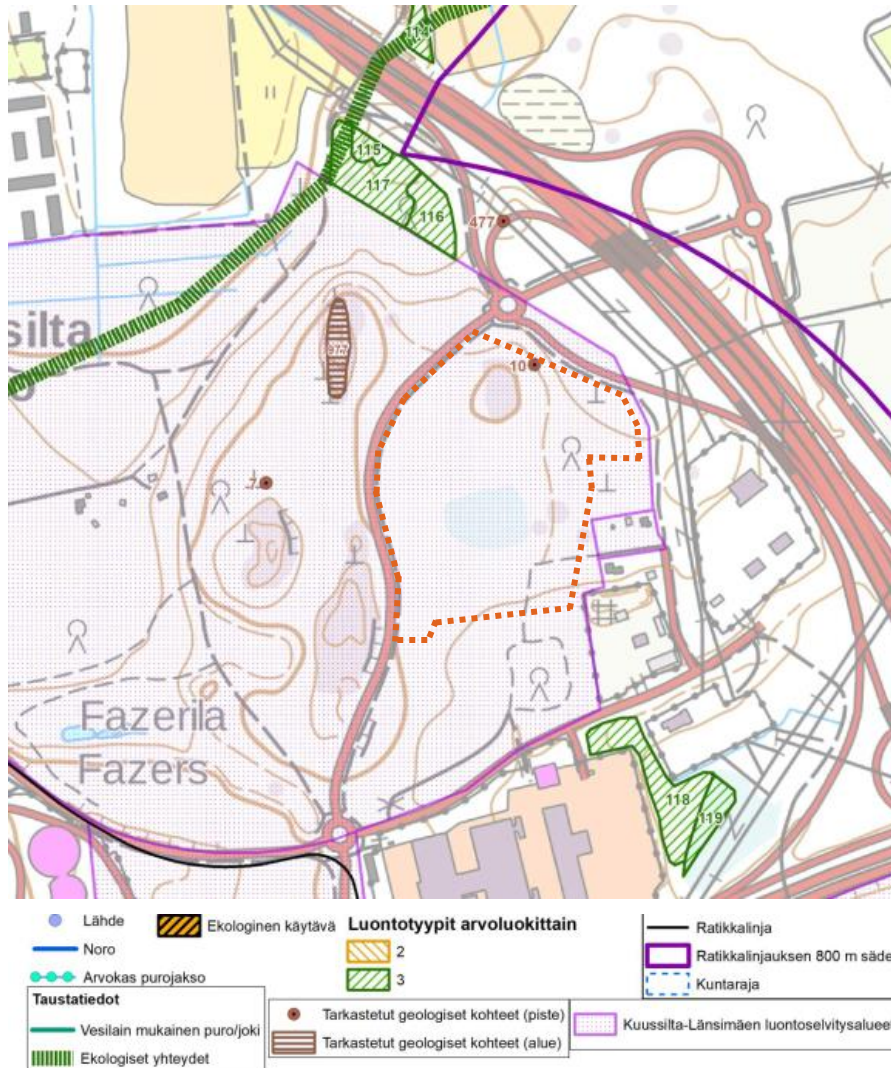 114
115
117
116
477
silta
10
7
Fazerila
Fazers
118
119
Lähde
Noro
Arvokas purojakso
Taustatiedot
Vesilain mukainen puro/joki
Ekologiset yhteydet
Ekologinen käytävä
Luontotyypit arvoluokittain
2
3
Tarkastetut geologiset kohteet (piste)
Tarkastetut geologiset kohteet (alue)
Ratikkalinja
Ratikkalinjauksen 800 m säde
Kuntaraja
Kuussilta-Länsimäen luontoselvitysalueet